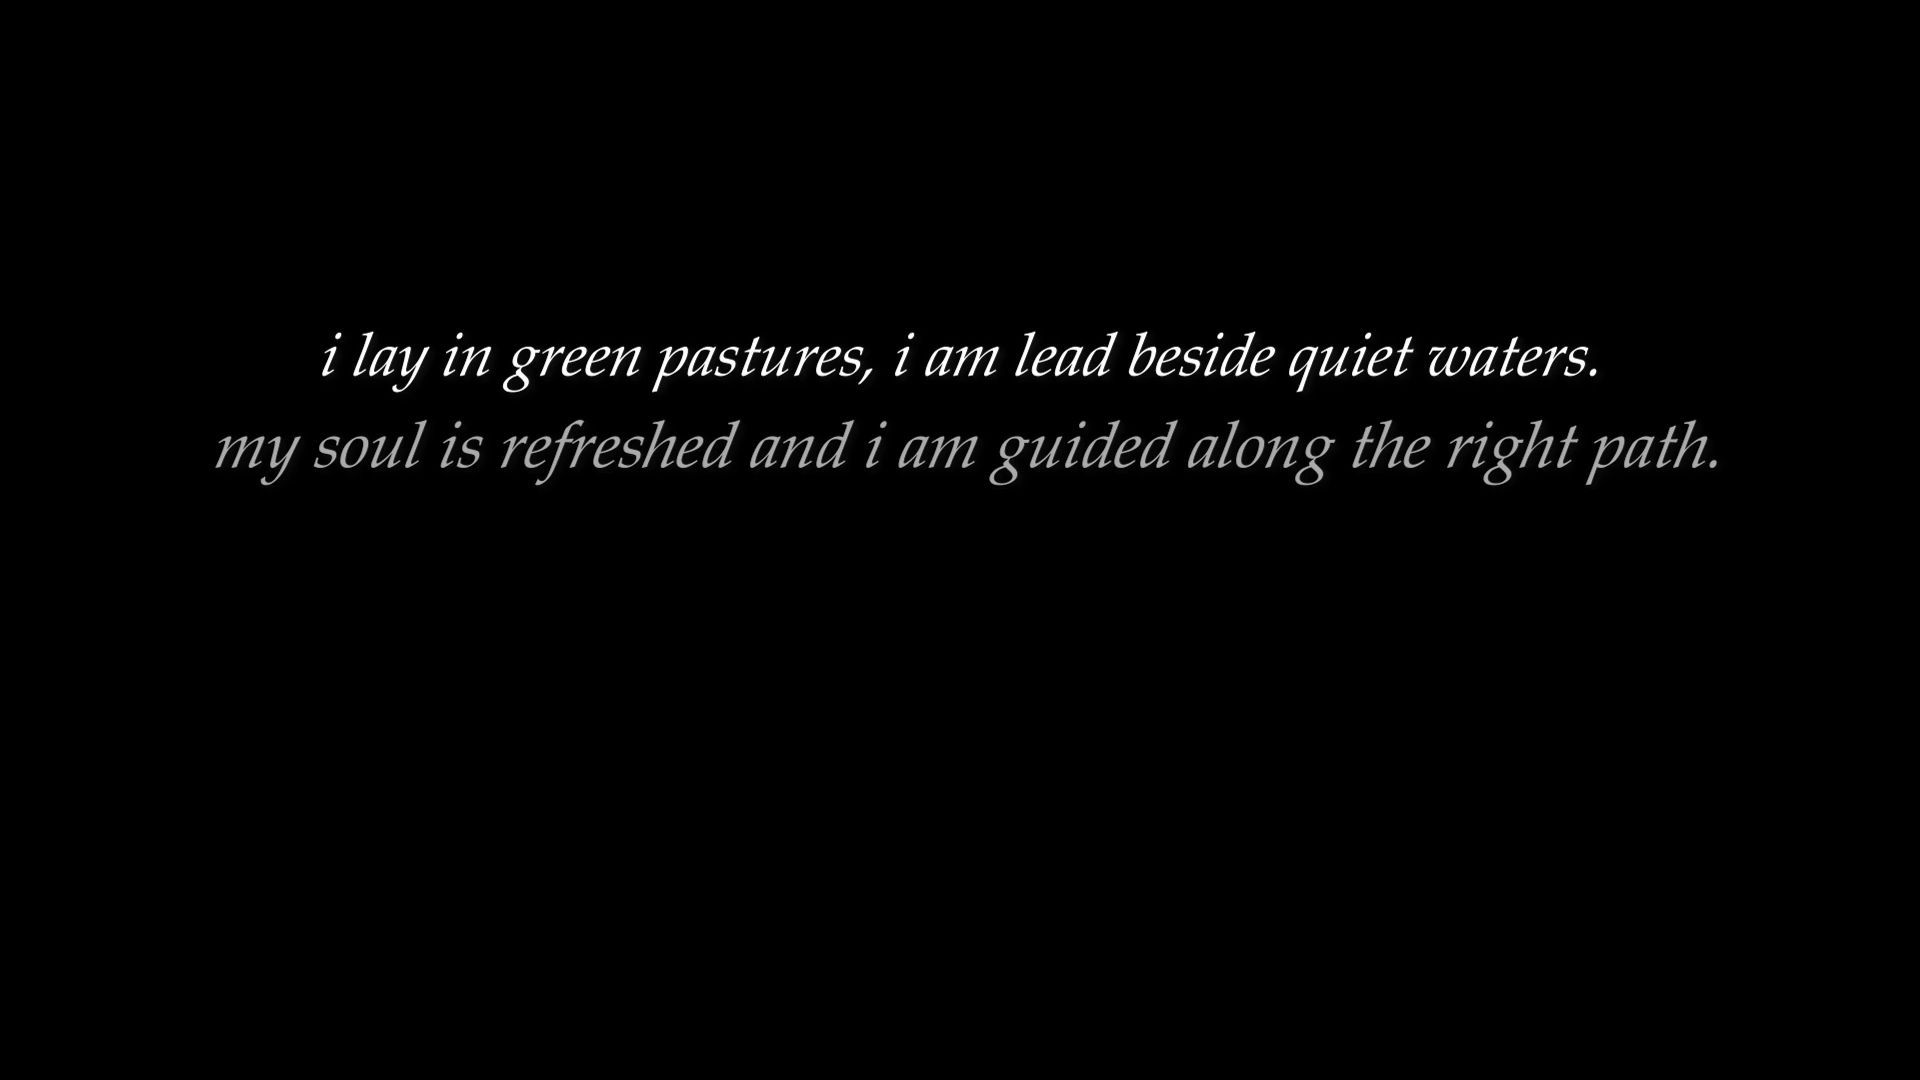 i lay in green pastures, i am lead beside quiet waters.
my soul is refreshed and i am guided along the right path.